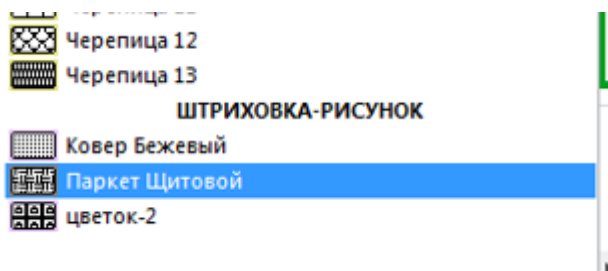 Черепица 12
Черепица 13
ШТРИХОВКА-РИСУНОК
Ковер Бежевый
Паркет Щитовой
цветок-2